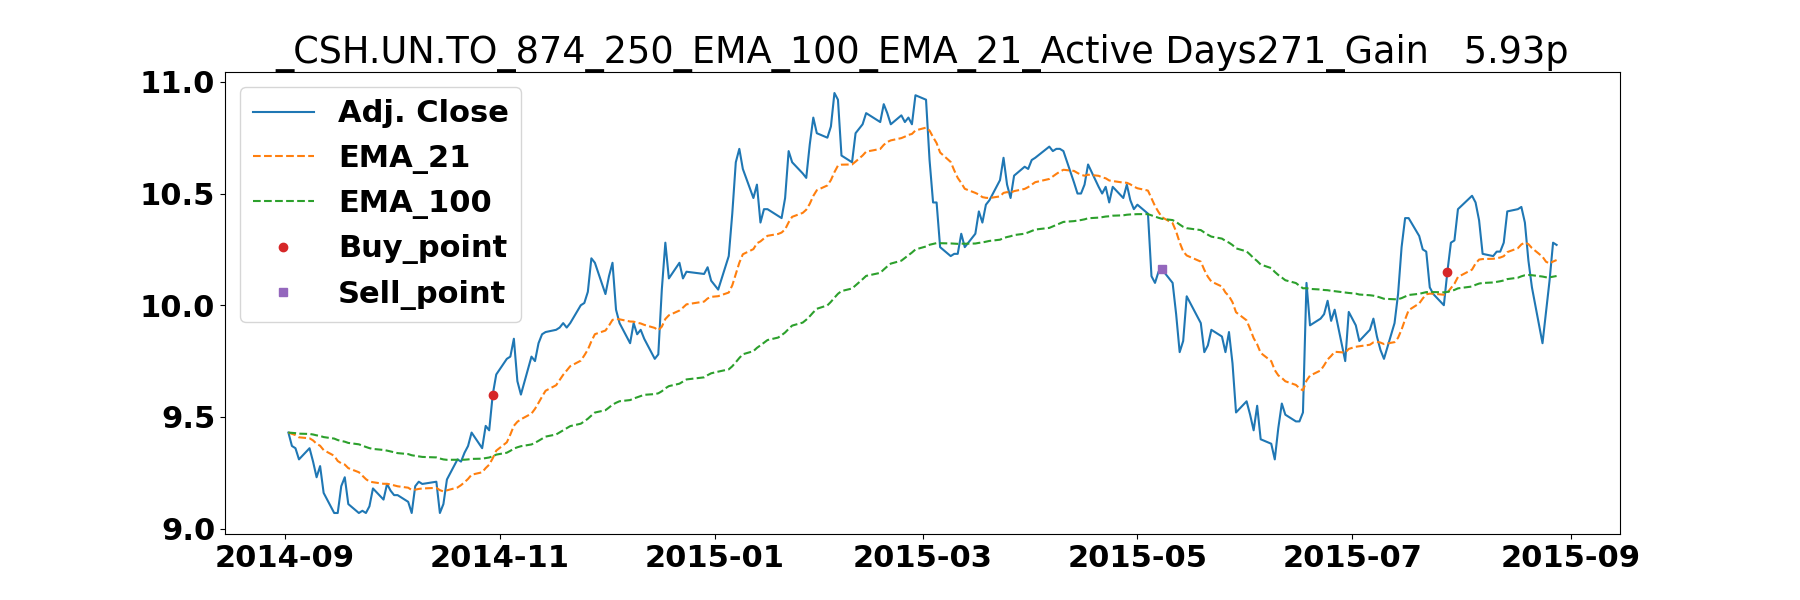 _CSH.UN.TO_874_250_EMA_100_EMA_21_Active Days271_Gain   5.93p
11.0
10.5
10.0
9.5
9.0
Adj. Close
EMA_21
EMA_100
Buy_point
Sell_point
2014-09 2014-11 2015-01 2015-03 2015-05 2015-07 2015-09